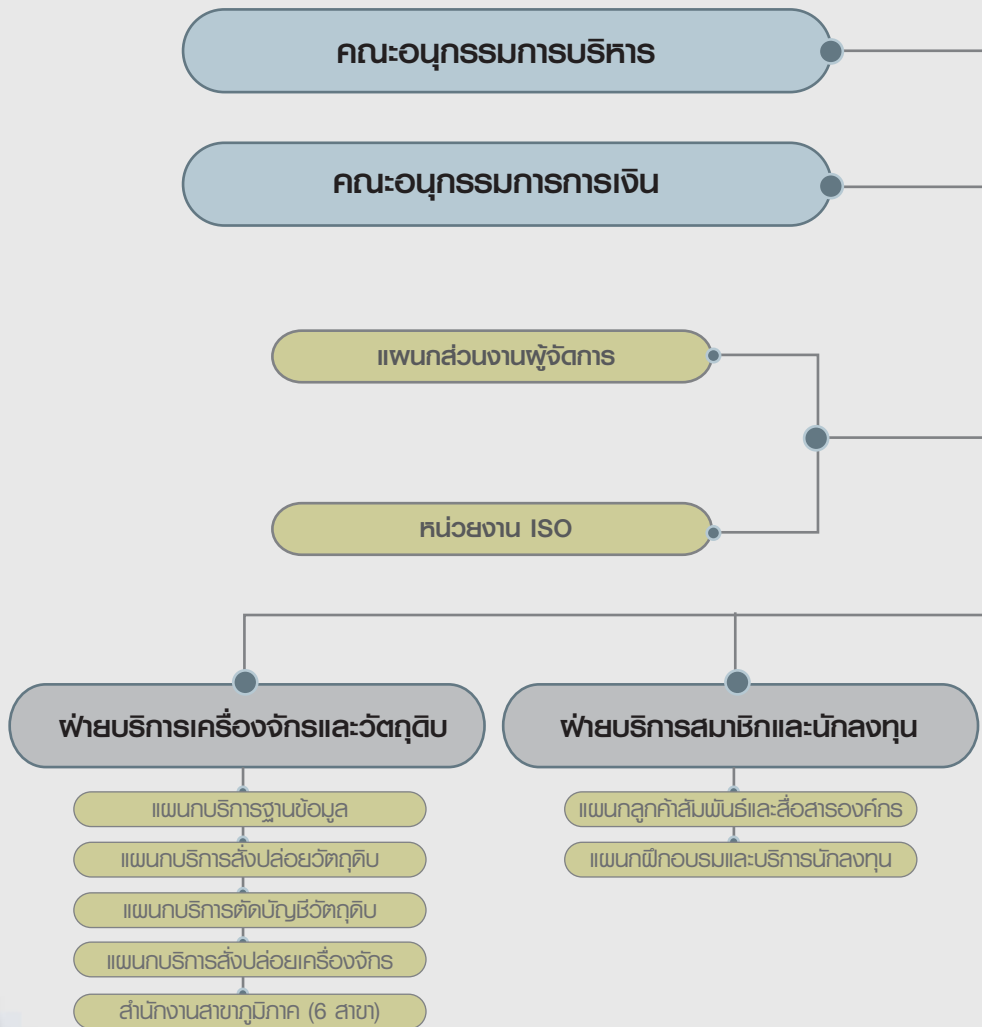 คณะอนุกรรมการบริหาร
คณะอนุกรรมการการเงิน
แผนกส่วนงานผู้จัดการ
หน่วยงาน ISO
ฝ่ายบริการเครื่องจักรและวัตถุดิบ
แผนกบริการฐานข้อมูล
แผนกบริการสั่งปล่อยวัตถุดิบ
แผนกบริการตัดบัญชีวัตถุดิบ
แผนกบริการสั่งปล่อยเครื่องจักร
สำนักงานสาขาภูมิภาค (6 สาขา)
ฝ่ายบริการสมาชิกและนักลงทุน
แผนกลูกค้าสัมพันธ์และสื่อสารองค์กร
แผนกฝึกอบรมและบริการนักลงทุน